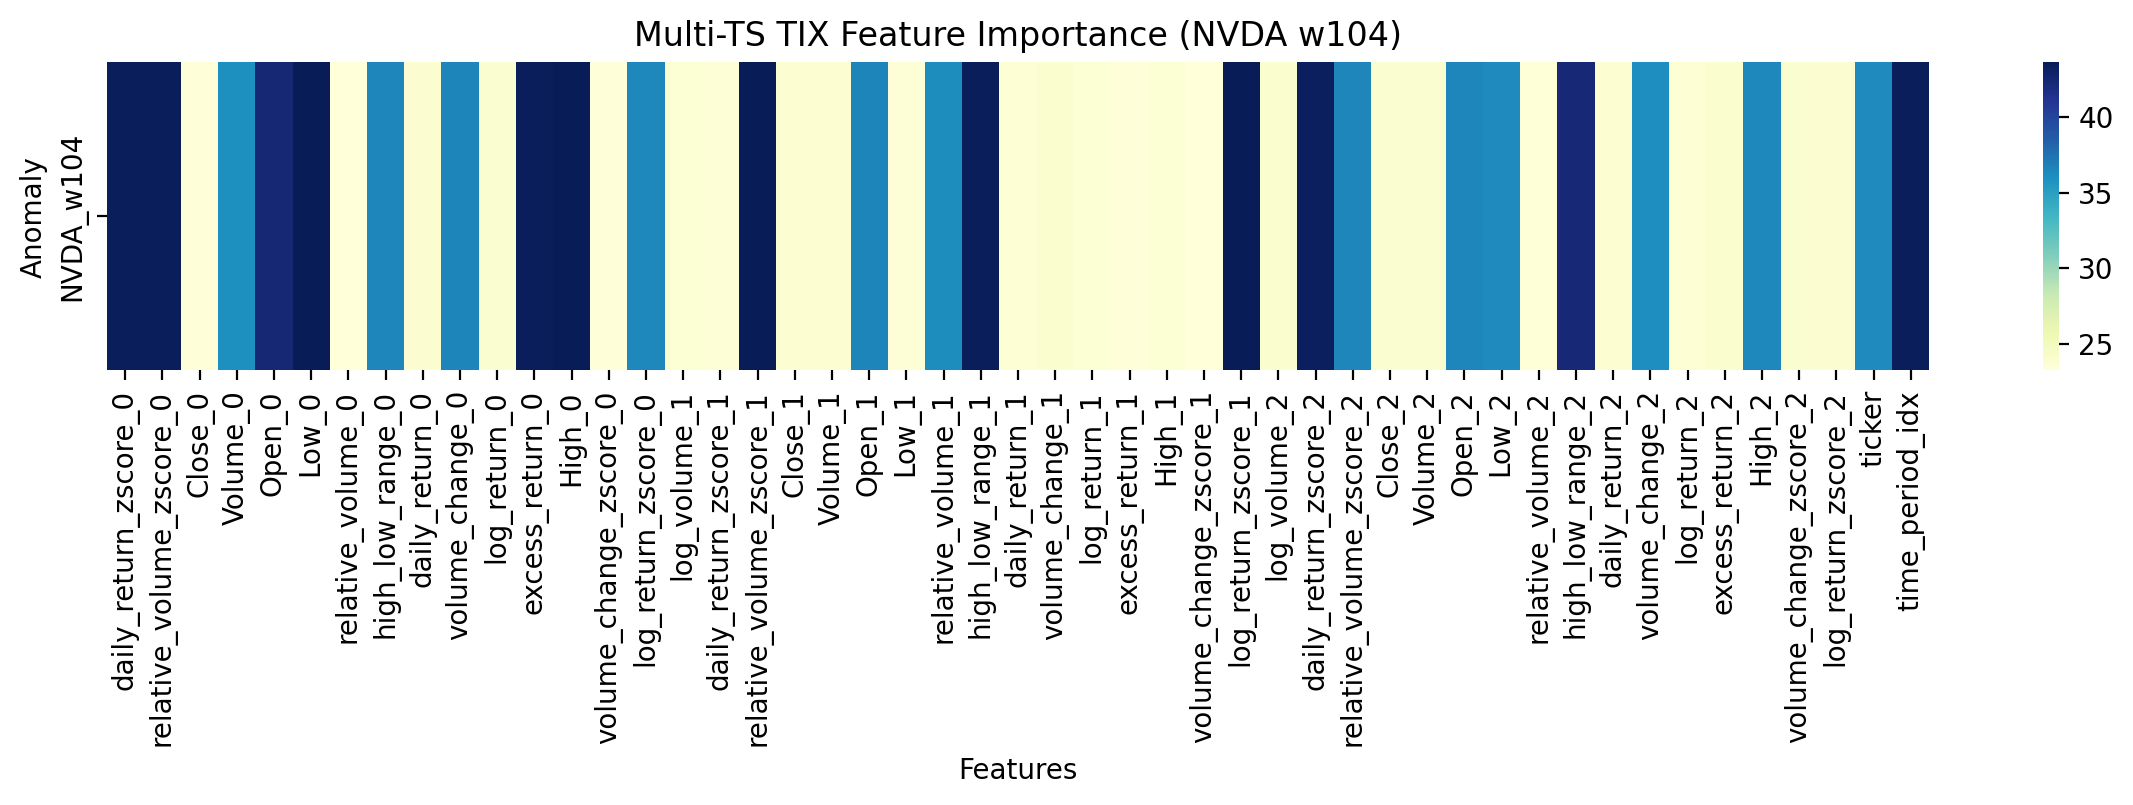 Multi-TS TIX Feature Importance (NVDA w104)
Anomaly
NVDA_w104
40
35
30
25
daily_return_zscore_0
relative_volume_zscore_0
Close_0
Volume_0
Open_0
Low_0
relative_volume_0
high_low_range_0
daily_return_0
volume_change_0
log_return_0
excess_return_0
High_0
volume_change_zscore_0
log_return_zscore_0
log_volume_1
daily_return_zscore_1
relative_volume_zscore_1
Close_1
Volume_1
Open_1
Low_1
relative_volume_1
high_low_range_1
daily_return_1
volume_change_1
log_return_1
excess_return_1
High_1
volume_change_zscore_1
log_return_zscore_1
log_volume_2
daily_return_zscore_2
relative_volume_zscore_2
Close_2
Volume_2
Open_2
Low_2
relative_volume_2
high_low_range_2
daily_return_2
volume_change_2
log_return_2
excess_return_2
High_2
volume_change_zscore_2
log_return_zscore_2
ticker
time_period_idx
Features